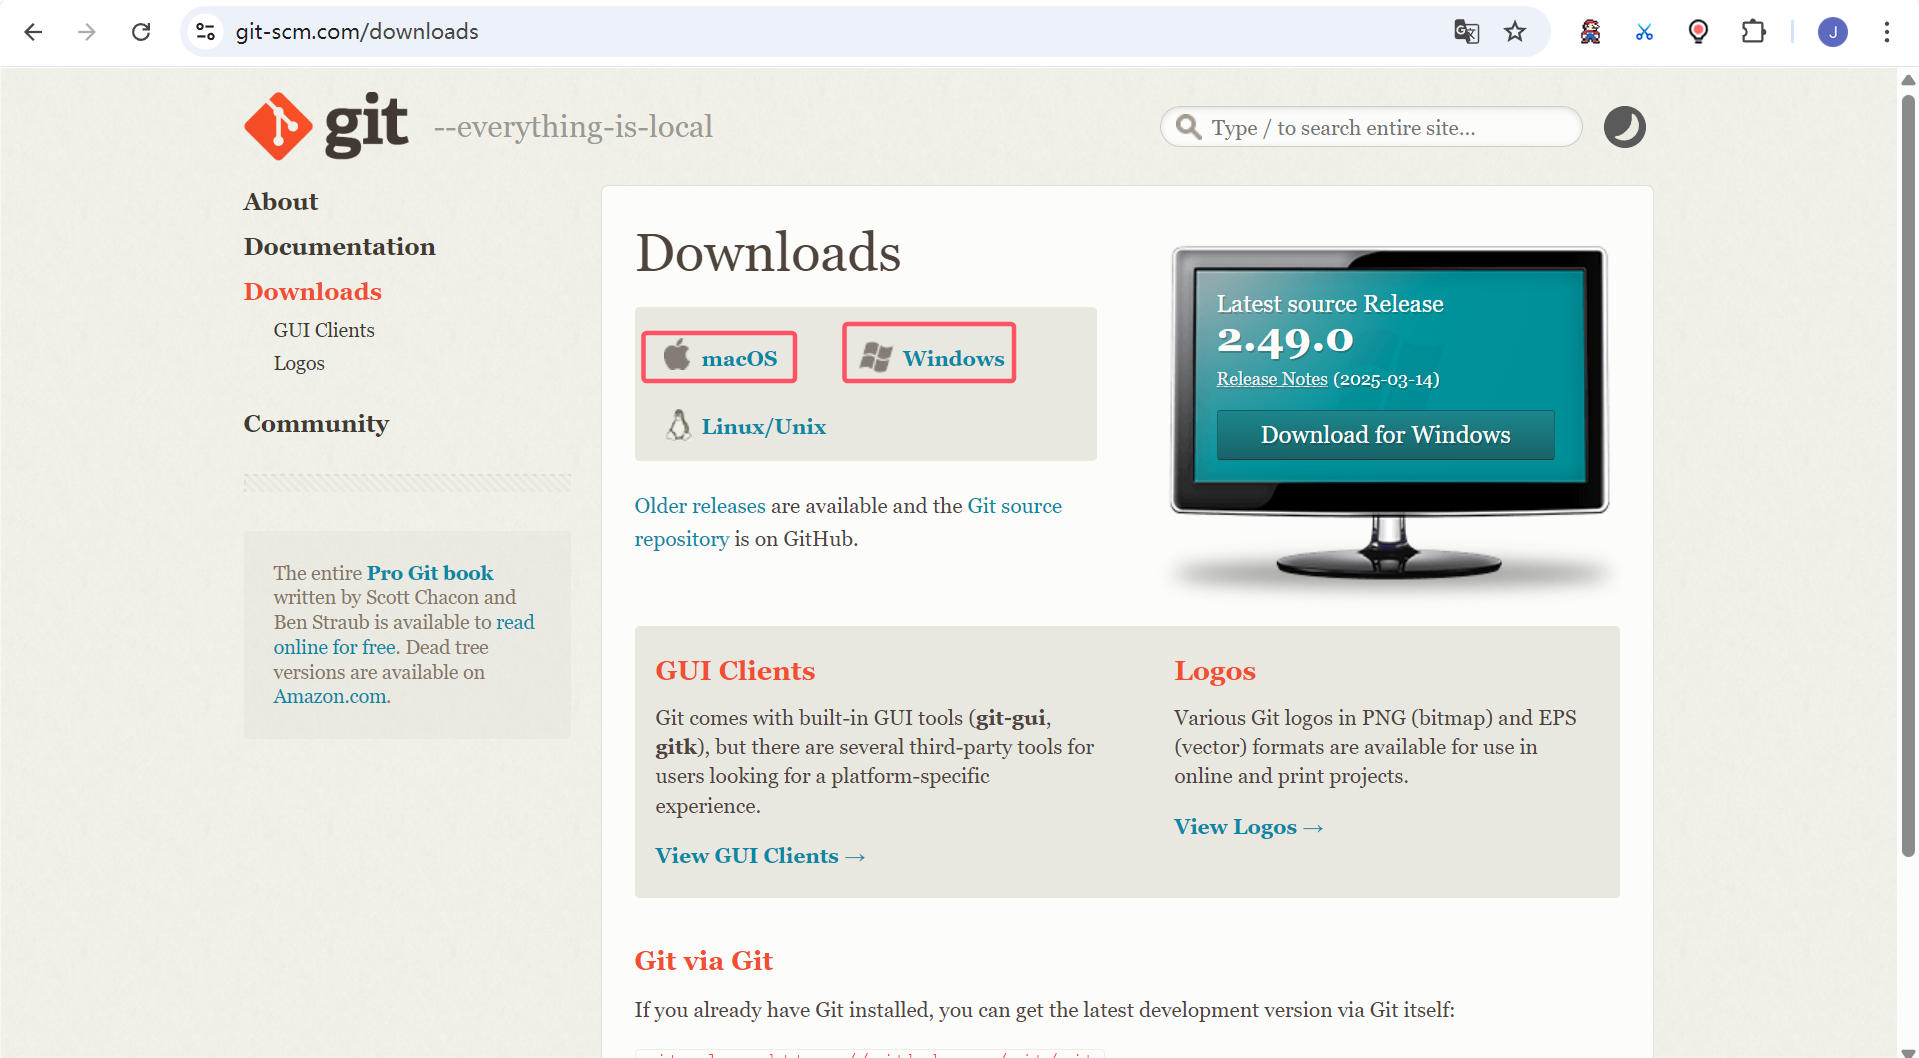 git-scm.com/downloads
J
git --everything-is-local
Type / to search entire site...
About
Documentation
Downloads
GUI Clients
Logos
Community
The entire Pro Git book
written by Scott Chacon and
Ben Straub is available to read
online for free. Dead tree
versions are available on
Amazon.com.
Downloads
macOS
Windows
Linux/Unix
Older releases are available and the Git source
repository is on GitHub.
Latest source Release
2.49.0
Release Notes (2025-03-14)
Download for Windows
GUI Clients
Git comes with built-in GUI tools (git-gui,
gitk), but there are several third-party tools for
users looking for a platform-specific
experience.
View GUI Clients →
Logos
Various Git logos in PNG (bitmap) and EPS
(vector) formats are available for use in
online and print projects.
View Logos →
Git via Git
If you already have Git installed, you can get the latest development version via Git itself: